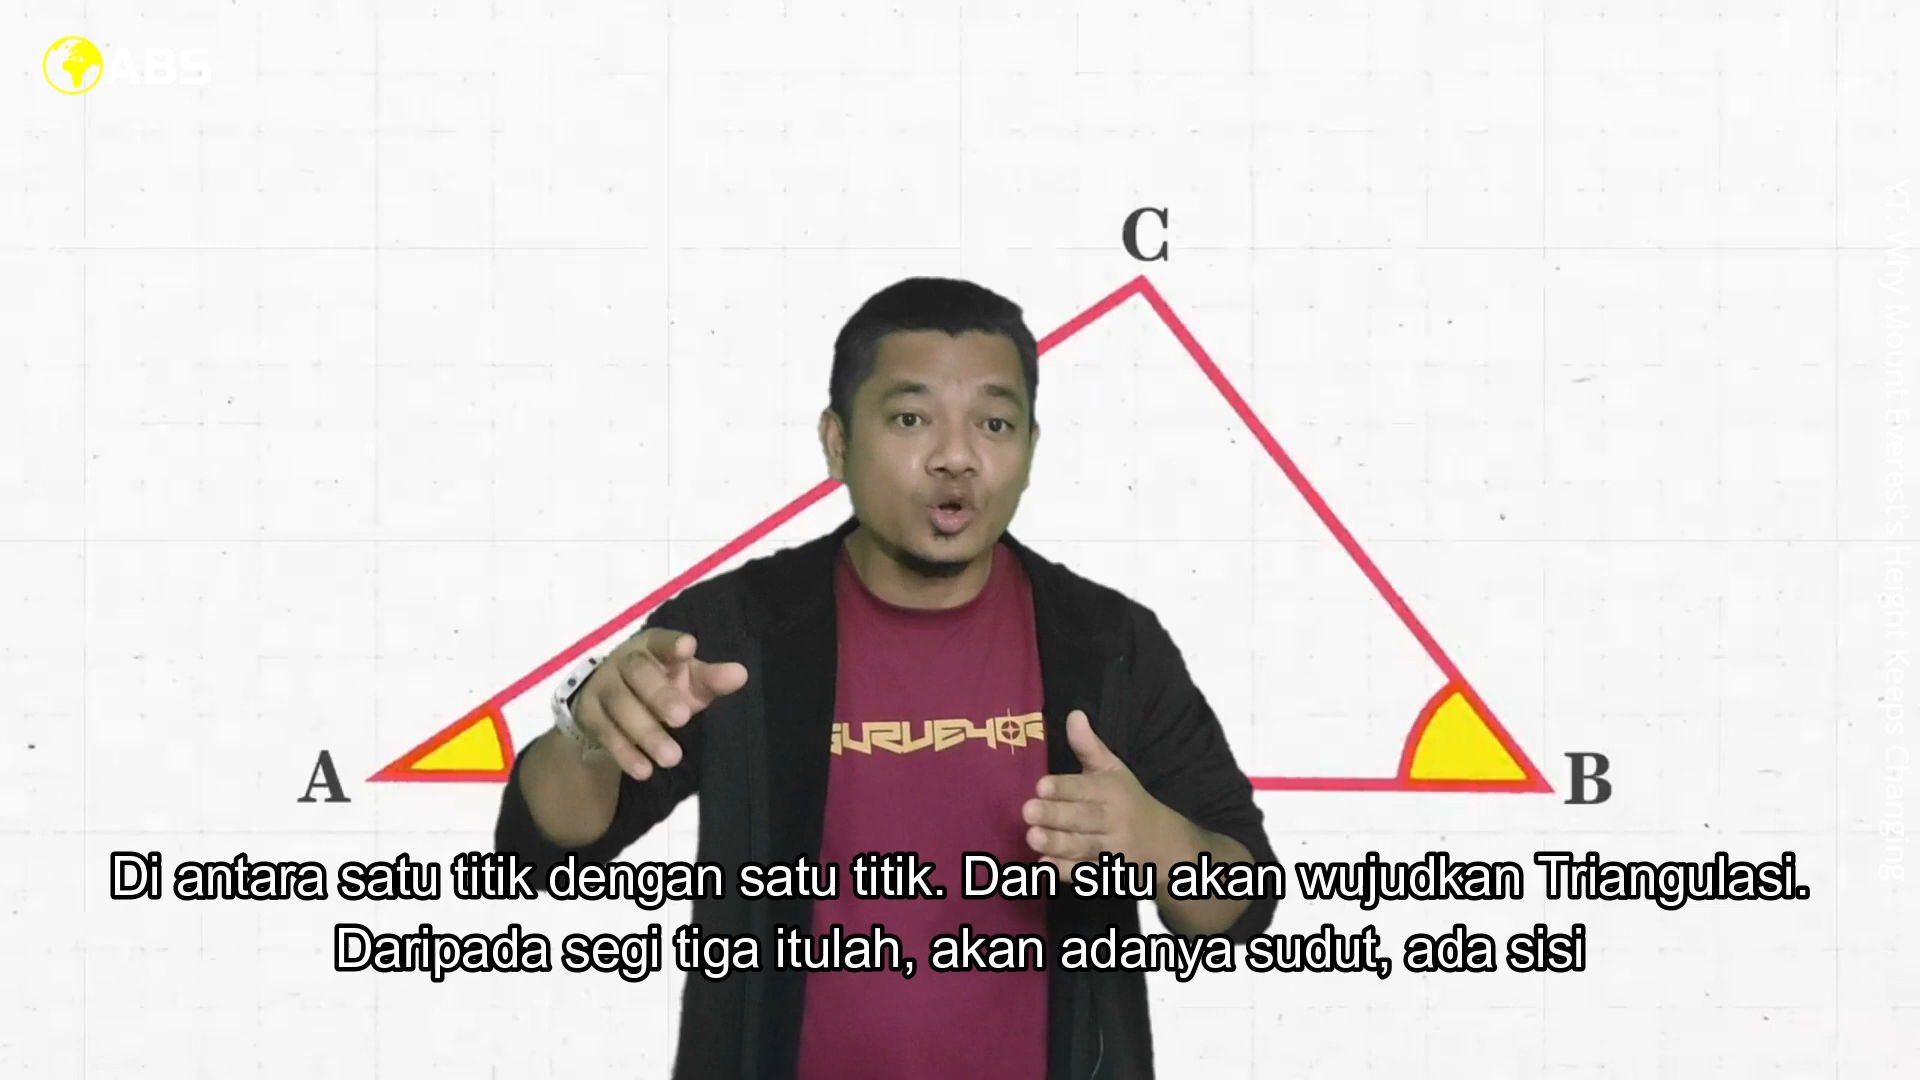 ABS
C
A
B
SURVEYOR
YT: Why Mount Everest's Height Keeps Changing
Di antara satu titik dengan satu titik. Dan situ akan wujudkan Triangulasi.
Daripada segi tiga itulah, akan adanya sudut, ada sisi